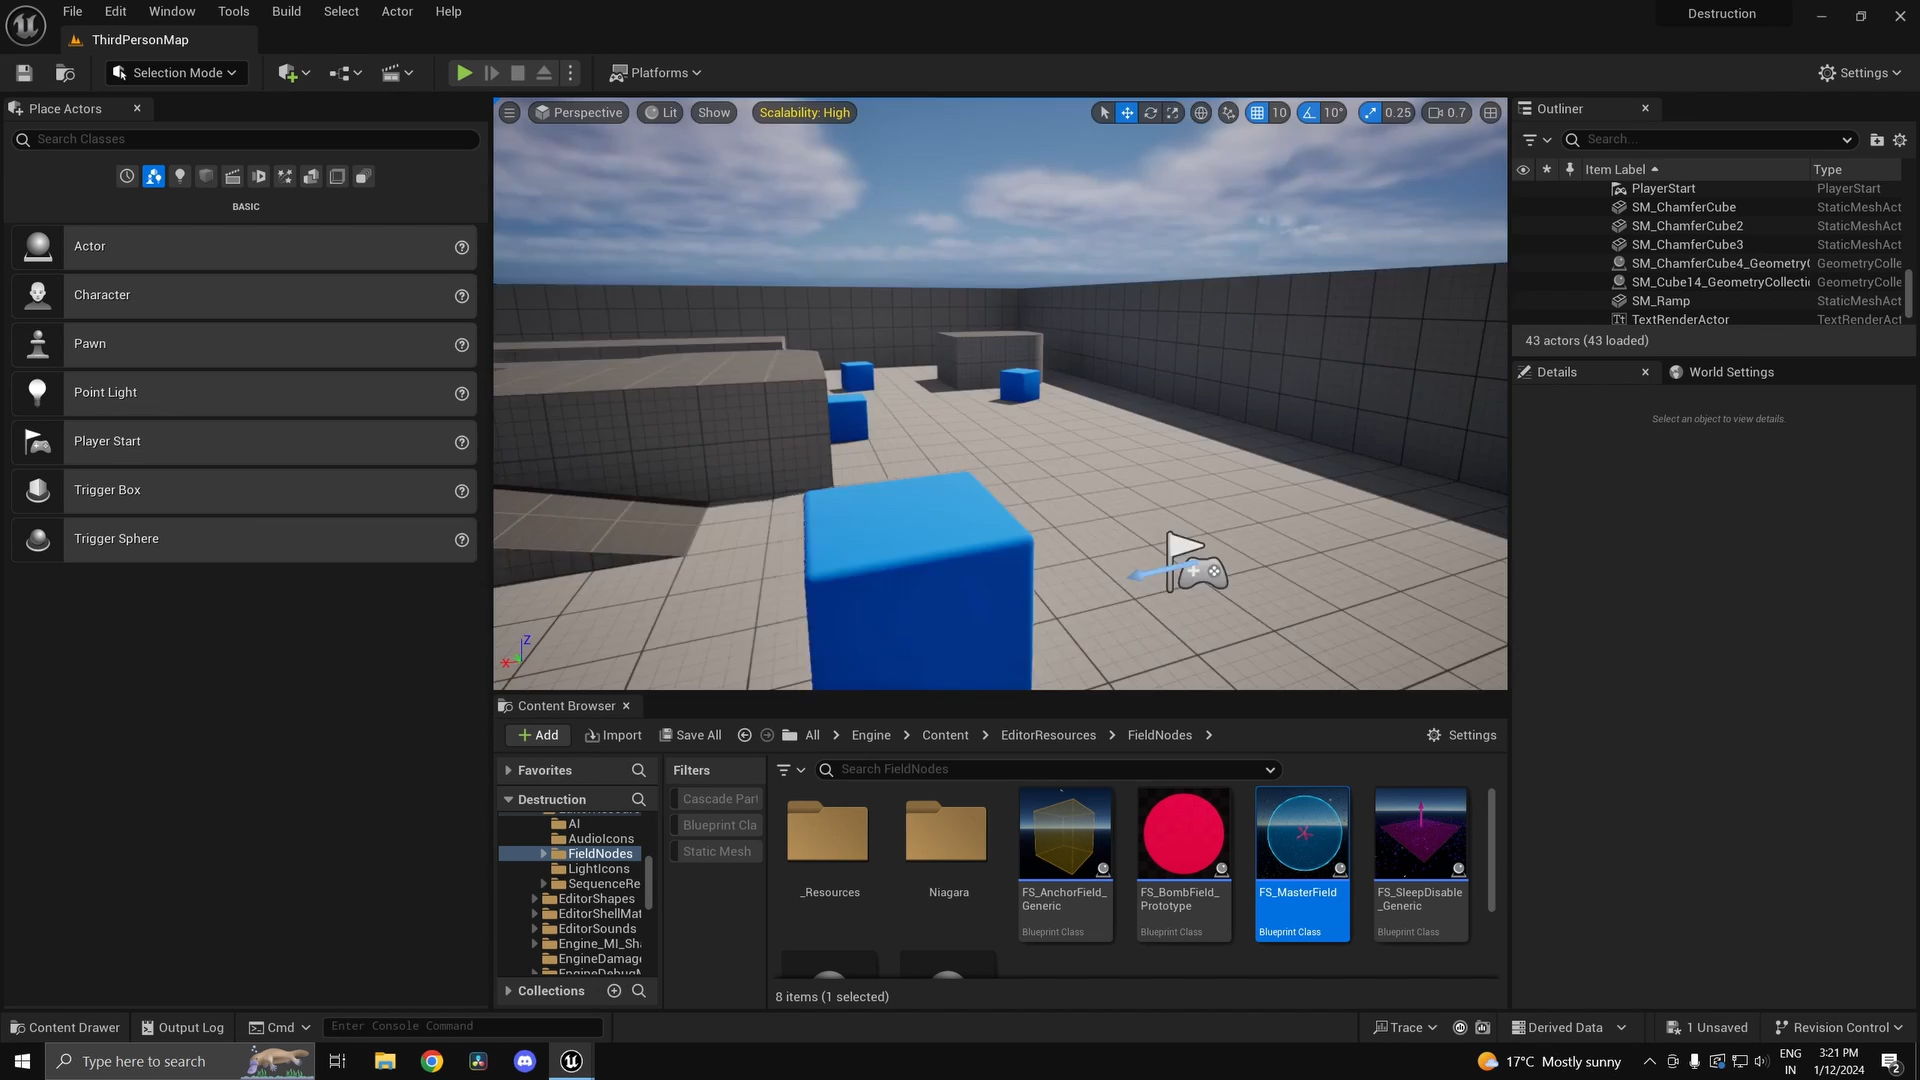 File Edit Window Tools Build Select Actor Help
Destruction
ThirdPersonMap
Selection Mode
Platforms
Settings
Place Actors
Search Classes
BASIC
Actor
Character
Pawn
Point Light
Player Start
Trigger Box
Trigger Sphere
Perspective Lit Show Scalability: High
10 10° 0.25 0.7
Z
X
Outliner
Search...
Item Label Type
PlayerStart PlayerStart
SM_ChamferCube StaticMeshAct
SM_ChamferCube2 StaticMeshAct
SM_ChamferCube3 StaticMeshAct
SM_ChamferCube4_Geometry( GeometryColle
SM_Cube14_GeometryCollecti GeometryColle
SM_Ramp StaticMeshAct
TextRenderActor TextRenderAct
43 actors (43 loaded)
Details
World Settings
Select an object to view details.
Content Browser
Add Import Save All All Engine Content EditorResources FieldNodes
Settings
Favorites
Destruction
AI
AudioIcons
FieldNodes
LightIcons
SequenceRe
EditorShapes
EditorShellMat
EditorSounds
Engine_MI_Sha
EngineDamage
Collections
Filters
Cascade Part
Blueprint Cla
Static Mesh
Search FieldNodes
_Resources
Niagara
FS_AnchorField_
Generic
Blueprint Class
FS_BombField_
Prototype
Blueprint Class
FS_MasterField
Blueprint Class
FS_SleepDisable
_Generic
Blueprint Class
8 items (1 selected)
Content Drawer Output Log Cmd Enter Console Command
Trace Derived Data 1 Unsaved Revision Control
Type here to search
17°C Mostly sunny
ENG
IN
3:21 PM
1/12/2024
2